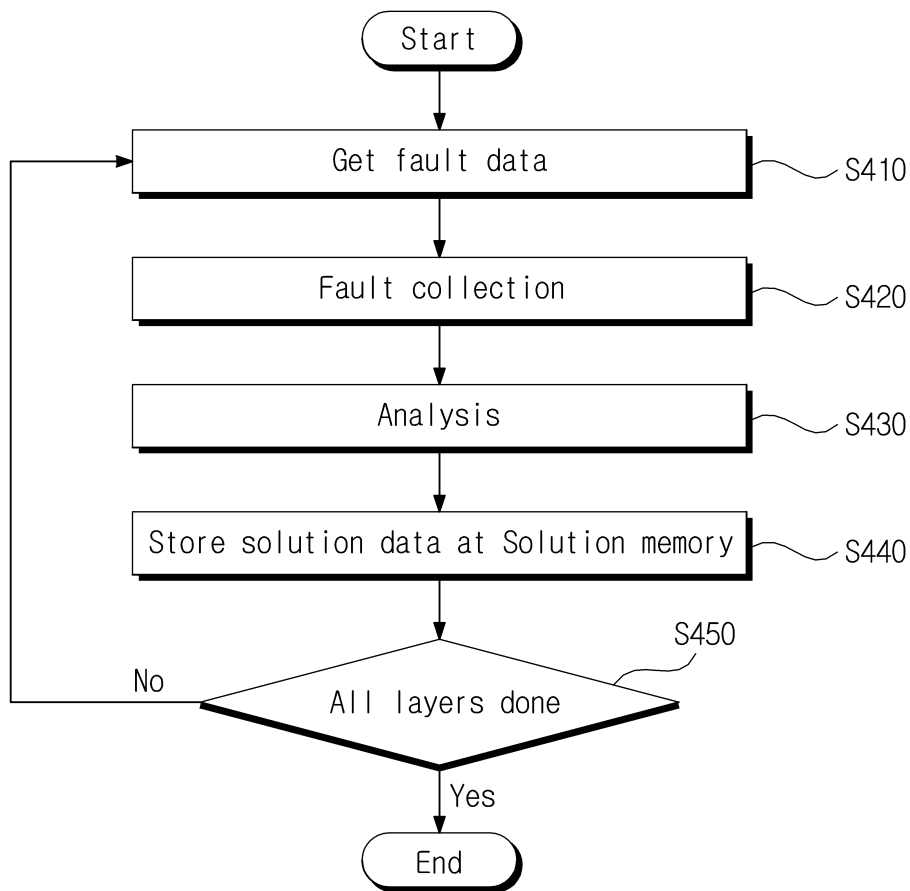 Start
Get fault data
S410
Fault collection
S420
Analysis
S430
Store solution data at Solution memory
S440
S450
All layers done
No
Yes
End